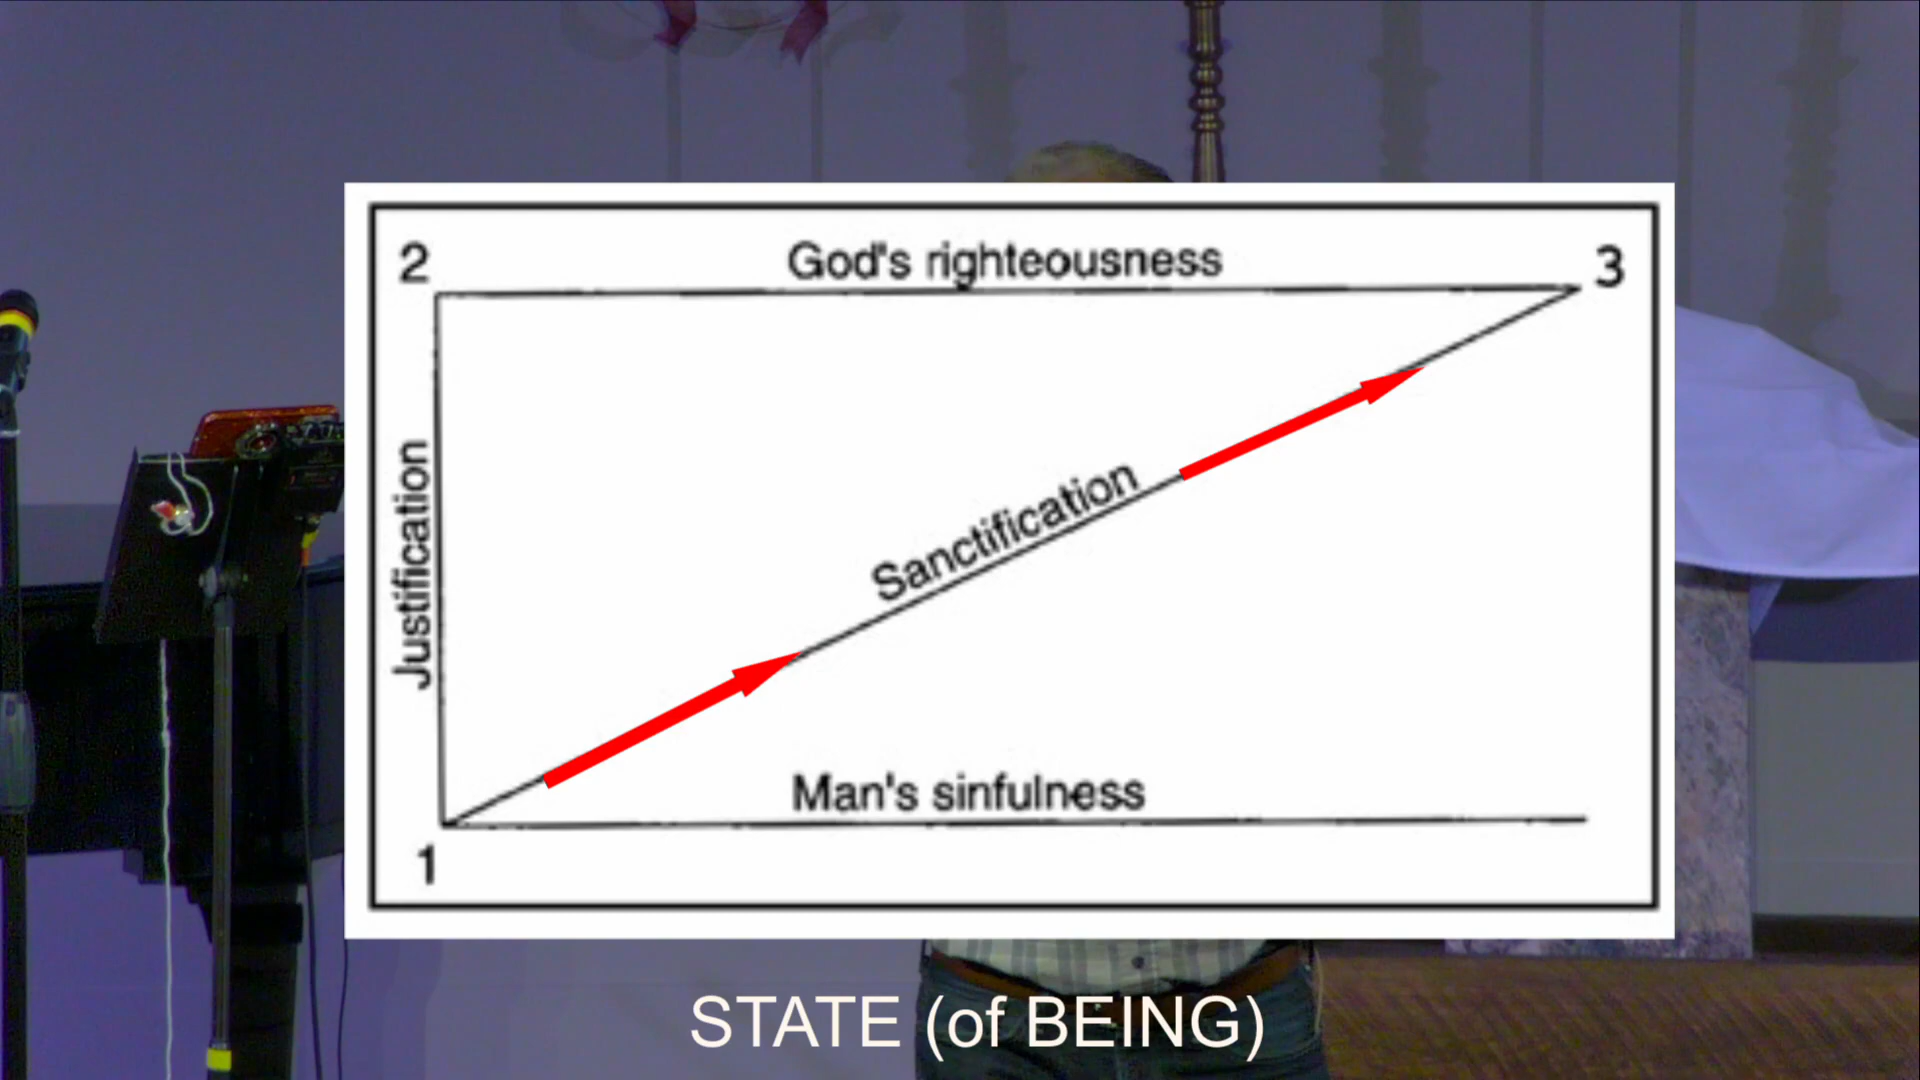 2
God's righteousness
3
Justification
Sanctification
Man's sinfulness
1
STATE (of BEING)